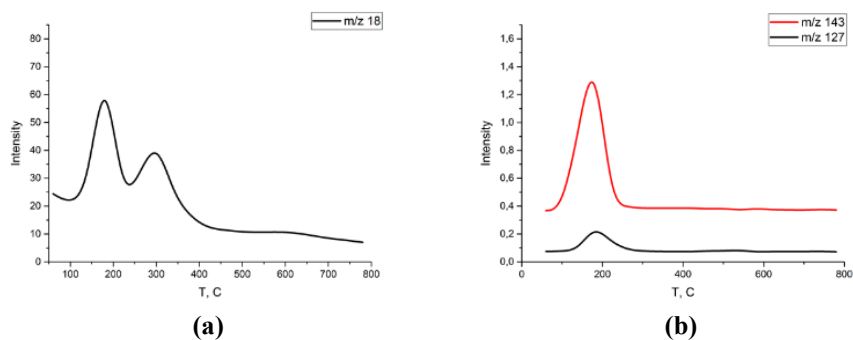 m/z 18
80
70
60
50
40
30
20
10
0
Intensity
100 200 300 400 500 600 700 800
T, C
(a)
m/z 143
m/z 127
1,6
1,4
1,2
1,0
0,8
0,6
0,4
0,2
0,0
Intensity
0 200 400 600 800
T, C
(b)